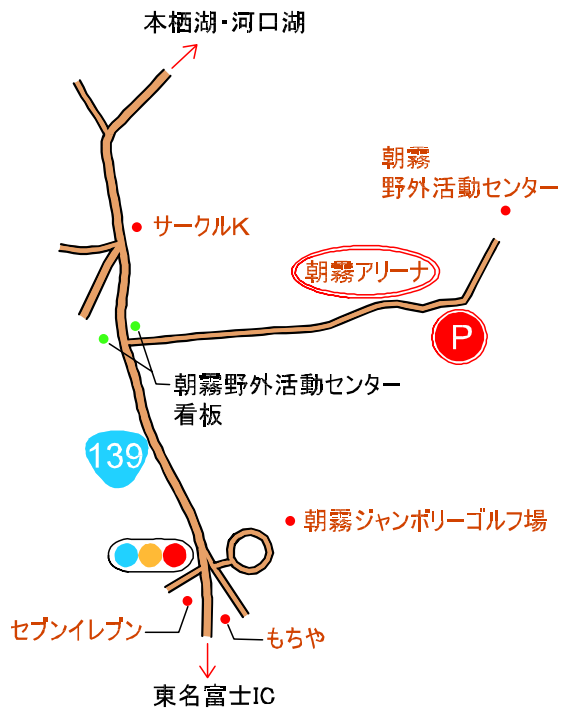 本栖湖・河口湖
朝霧
野外活動センター
サークルK
朝霧アリーナ
P
朝霧野外活動センター
看板
139
朝霧ジャンボリーゴルフ場
セブンイレブン
もちや
東名富士IC